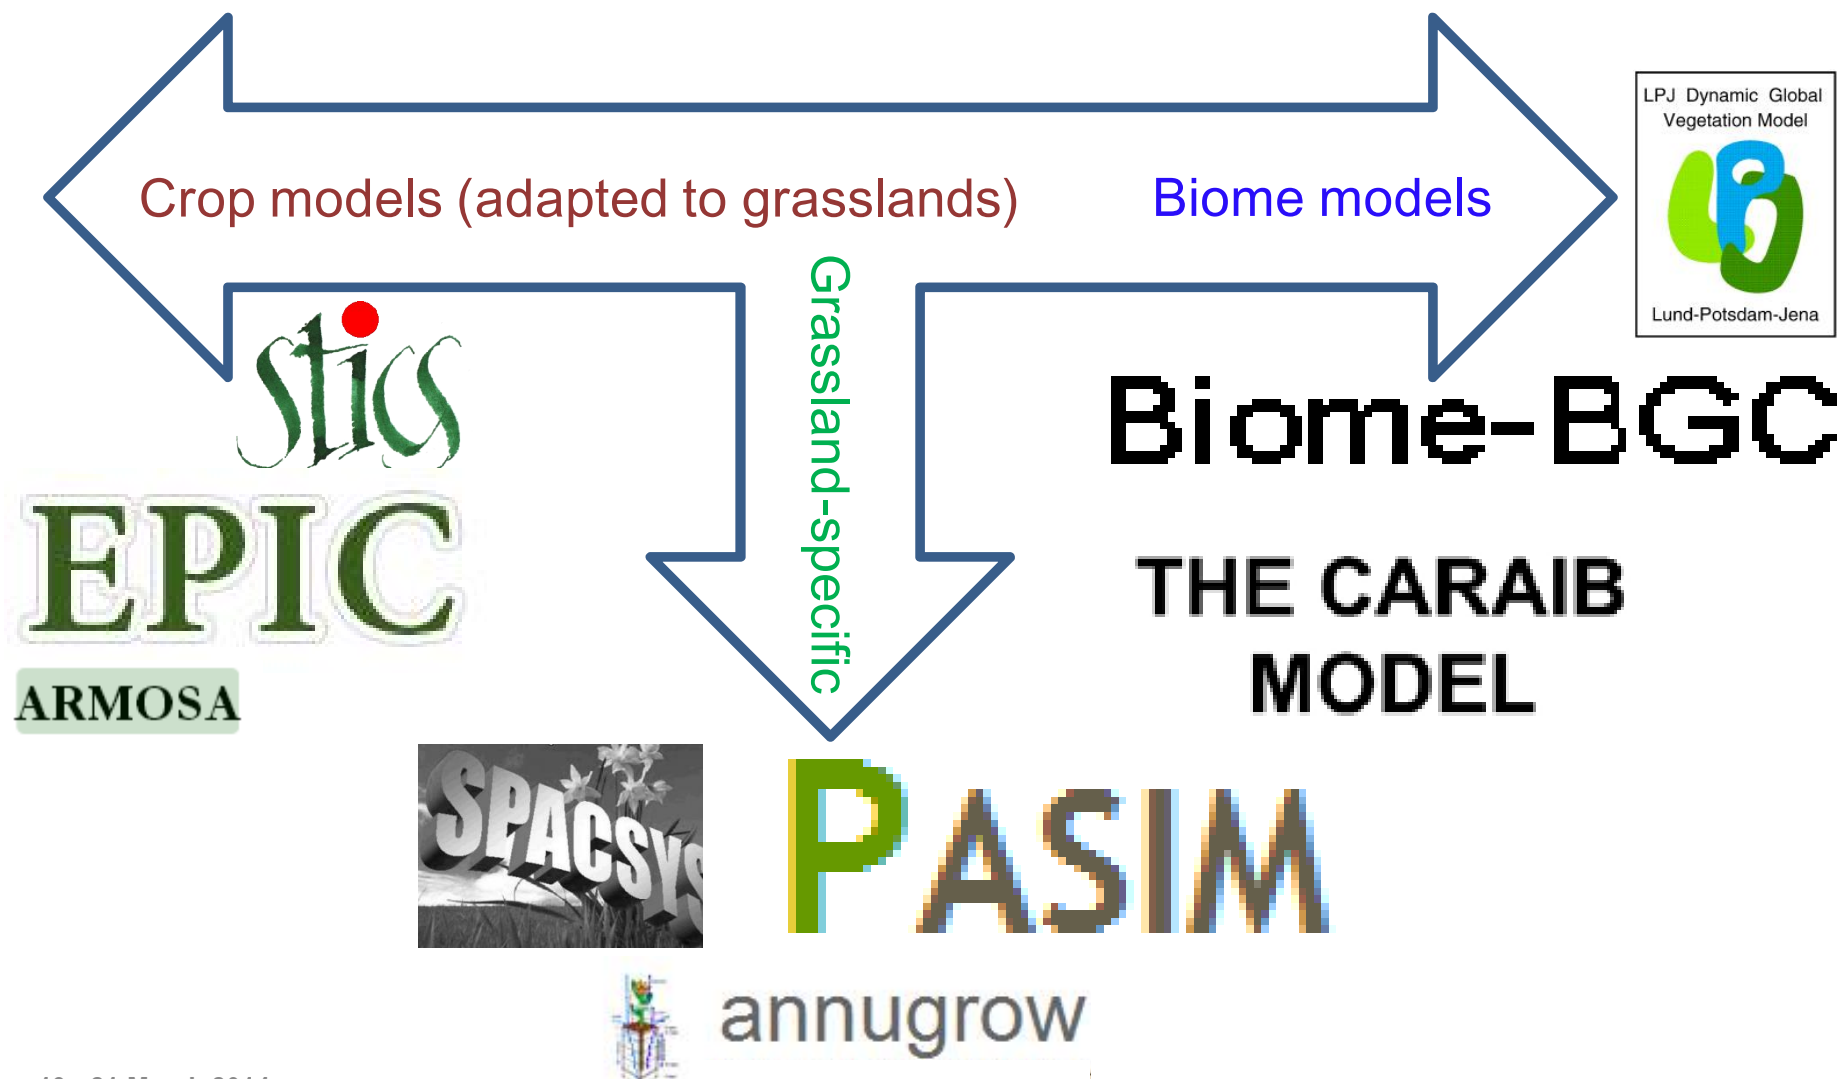 LPJ Dynamic Global
Vegetation Model
Lund-Potsdam-Jena
Crop models (adapted to grasslands)
Biome models
Grassland-specific
stics
EPIC
ARMOSA
Biome-BGC
THE CARAIB
MODEL
SPACSYS
PASIM
annugrow